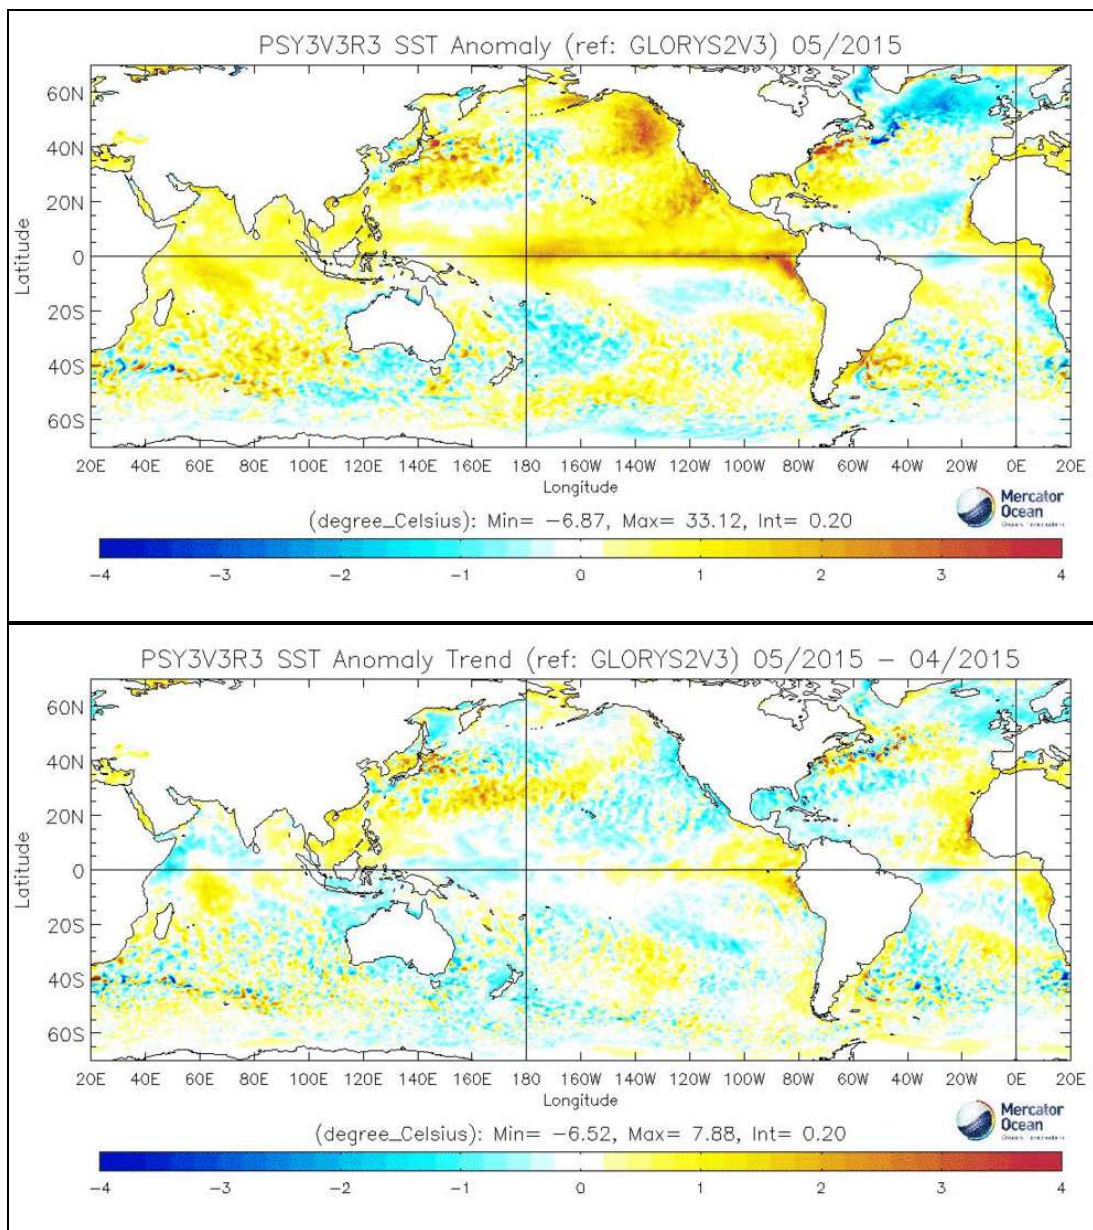 PSY3V3R3 SST Anomaly (ref: GLORYS2V3) 05/2015
60N
40N
20N
0
20S
40S
60S
Latitude
20E 40E 60E 80E 100E 120E 140E 160E 180 160W 140W 120W 100W 80W 60W 40W 20W 0E 20E
Longitude
(degree_Celsius): Min= -6.87, Max= 33.12, Int= 0.20
Mercator
Ocean
-4 -3 -2 -1 0 1 2 3 4
PSY3V3R3 SST Anomaly Trend (ref: GLORYS2V3) 05/2015 - 04/2015
60N
40N
20N
0
20S
40S
60S
Latitude
20E 40E 60E 80E 100E 120E 140E 160E 180 160W 140W 120W 100W 80W 60W 40W 20W 0E 20E
Longitude
(degree_Celsius): Min= -6.52, Max= 7.88, Int= 0.20
Mercator
Ocean
-4 -3 -2 -1 0 1 2 3 4